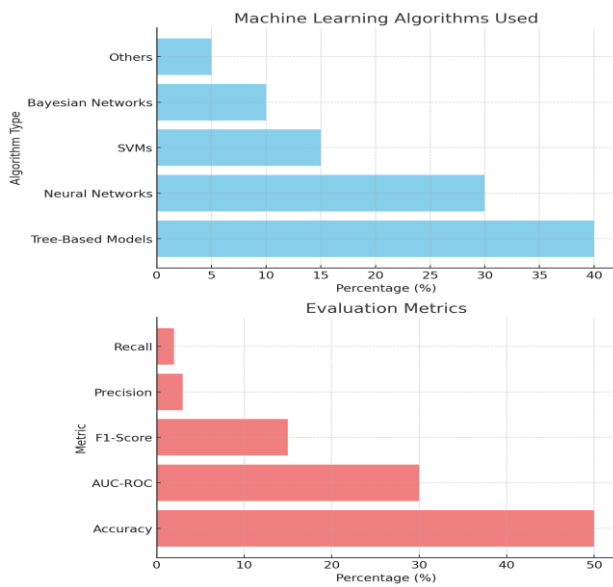 Machine Learning Algorithms Used
Algorithm Type
Others
Bayesian Networks
SVMs
Neural Networks
Tree-Based Models
0 5 10 15 20 25 30 35 40
Percentage (%)
Evaluation Metrics
Metric
Recall
Precision
F1-Score
AUC-ROC
Accuracy
0 10 20 30 40 50
Percentage (%)